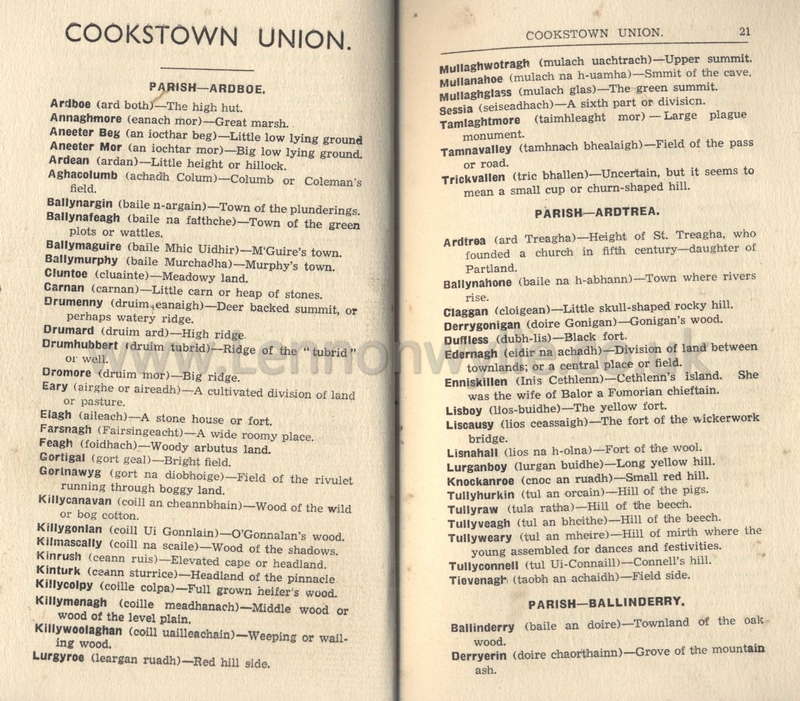 COOKSTOWN UNION.
PARISH—ARDBOE.
Ardboe (ard both)—The high hut.
Annaghmore (eanach mor)—Great marsh.
Aneeter Beg (an iocthar beg)—Little low lying ground
Aneeter Mor (an iochtar mor)—Big low lying ground.
Ardean (ardan)—Little height or hillock.
Aghacolumb (achadh Colum)—Columb or Coleman's
field.
Ballynargin (baile n-argain)—Town of the plunderings.
Ballynafeagh (baile na faithche)—Town of the green
plots or wattles.
Ballymaguire (baile Mhic Uidhir)—M'Guire's town.
Ballymurphy (baile Murchadha)—Murphy's town.
Cluntoe (cluainte)—Meadowy land.
Carnan (carnan)—Little carn or heap of stones.
Drumenny (druim eanaigh)—Deer backed summit, or
perhaps watery ridge.
Drumard (druim ard)—High ridge.
Drumhubbert (druim tubrid)—Ridge of the "tubrid"
or well.
Dromore (druim mor)—Big ridge.
Eary (airghe or aireadh)—A cultivated division of land
or pasture.
Elagh (aileach)—A stone house or fort.
Farsnagh (Fairsingeacht)—A wide roomy place.
Feagh (foidhach)—Woody arbutus land.
Gortigal (gort geal)—Bright field.
Gorinawyg (gort na diobhoige)—Field of the rivulet
running through boggy land.
Killycanavan (coill an cheannbhain)—Wood of the wild
or bog cotton.
Killygonlan (coill Ui Gonnlain)—O'Gonnalan's wood.
Kilmascally (coill na scaile)—Wood of the shadows.
Kinrush (ceann ruis)—Elevated cape or headland.
Kinturk (ceann sturrice)—Headland of the pinnacle
Killycolpy (coille colpa)—Full grown heifer's wood.
Killymenagh (coille meadhanach)—Middle wood or
wood of the level plain.
Killywoolaghan (coill uailleachain)—Weeping or wail-
ing wood.
Lurgyroe (leargan ruadh)—Red hill side.
COOKSTOWN UNION. 21
Mullaghwotragh (mulach uachtrach)—Upper summit.
Mullanahoe (mulach na h-uamha)—Smmit of the cave.
Mullaghglass (mulach glas)—The green summit.
Sessia (seiseadhach)—A sixth part or division.
Tamlaghtmore (taimhleaght mor)—Large plague
monument.
Tamnavalley (tamhnach bhealaigh)—Field of the pass
or road.
Trickvallen (tric bhallen)—Uncertain, but it seems to
mean a small cup or churn-shaped hill.
PARISH—ARDTREA.
Ardtrea (ard Treagha)—Height of St. Treagha, who
founded a church in fifth century—daughter of
Partland.
Ballynahone (baile na h-abhann)—Town where rivers
rise.
Claggan (cloigean)—Little skull-shaped rocky hill.
Derrygonigan (doire Gonigan)—Gonigan's wood.
Duffless (dubh-lis)—Black fort.
Edernagh (eidir na achadh)—Division of land between
townlands; or a central place or field.
Enniskillen (Inis Cethlenn)—Cethlenn's Island. She
was the wife of Balor a Fomorian chieftain.
Lisboy (lios-buidhe)—The yellow fort.
Liscausy (lios ceassaigh)—The fort of the wickerwork
bridge.
Lisnahall (lios na h-olna)—Fort of the wool.
Lurganboy (lurgan buidhe)—Long yellow hill.
Knockanroe (cnoc an ruadh)—Small red hill.
Tullyhurkin (tul an orcain)—Hill of the pigs.
Tullyraw (tula ratha)—Hill of the beech.
Tullyveagh (tul an bheithe)—Hill of the beech.
Tullyweary (tul an mheire)—Hill of mirth where the
young assembled for dances and festivities.
Tullyconnell (tul Ui-Connaill)—Connell's hill.
Tievenagh (taobh an achaidh)—Field side.
PARISH—BALLINDERRY.
Ballinderry (baile an doire)—Townland of the oak
wood.
Derryerin (doire chaorthainn)—Grove of the mountain
ash.